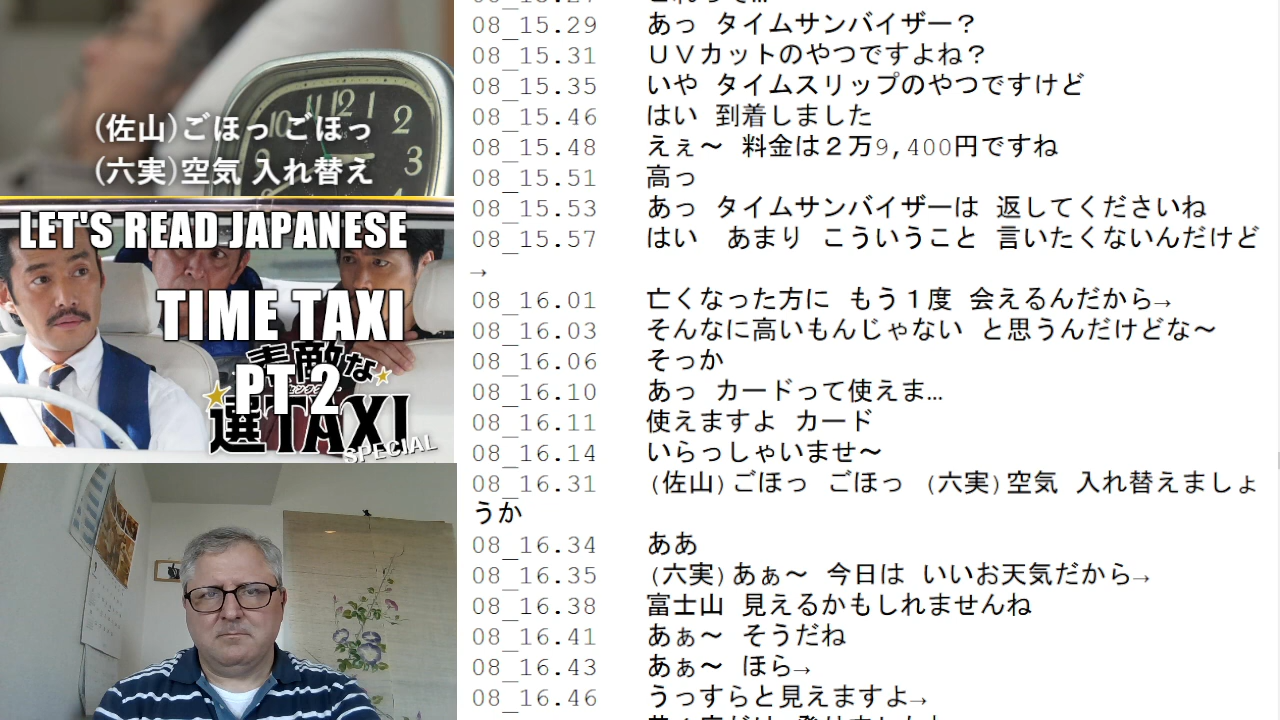 (佐山)ごほっ ごほっ
(六実)空気 入れ替え
LET'S READ JAPANESE
TIME TAXI
素敵な
PT 2
選TAXI
SPECIAL
08_15.29 あっ タイムサンバイザー？
08_15.31 ＵＶカットのやつですよね？
08_15.35 いや タイムスリップのやつですけど
08_15.46 はい 到着しました
08_15.48 えぇ〜 料金は２万9,400円ですね
08_15.51 高っ
08_15.53 あっ タイムサンバイザーは 返してくださいね
08_15.57 はい　あまり こういうこと 言いたくないんだけど
→
08_16.01 亡くなった方に もう１度 会えるんだから→
08_16.03 そんなに高いもんじゃない と思うんだけどな〜
08_16.06 そっか
08_16.10 あっ カードって使えま…
08_16.11 使えますよ カード
08_16.14 いらっしゃいませ〜
08_16.31 (佐山)ごほっ ごほっ (六実)空気 入れ替えましょ
うか
08_16.34 ああ
08_16.35 (六実)あぁ〜 今日は いいお天気だから→
08_16.38 富士山 見えるかもしれませんね
08_16.41 あぁ〜 そうだね
08_16.43 あぁ〜 ほら→
08_16.46 うっすらと見えますよ→